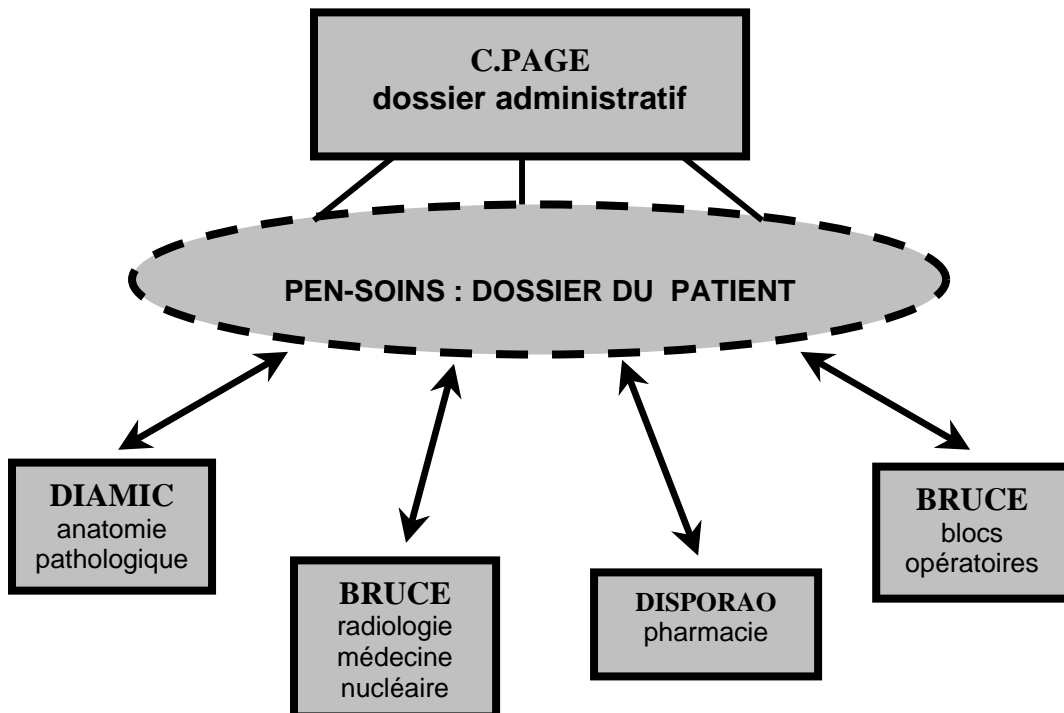 C.PAGE
dossier administratif
PEN-SOINS : DOSSIER DU PATIENT
DIAMIC
anatomie
pathologique
BRUCE
radiologie
médecine
nucléaire
DISPORAO
pharmacie
BRUCE
blocs
opératoires